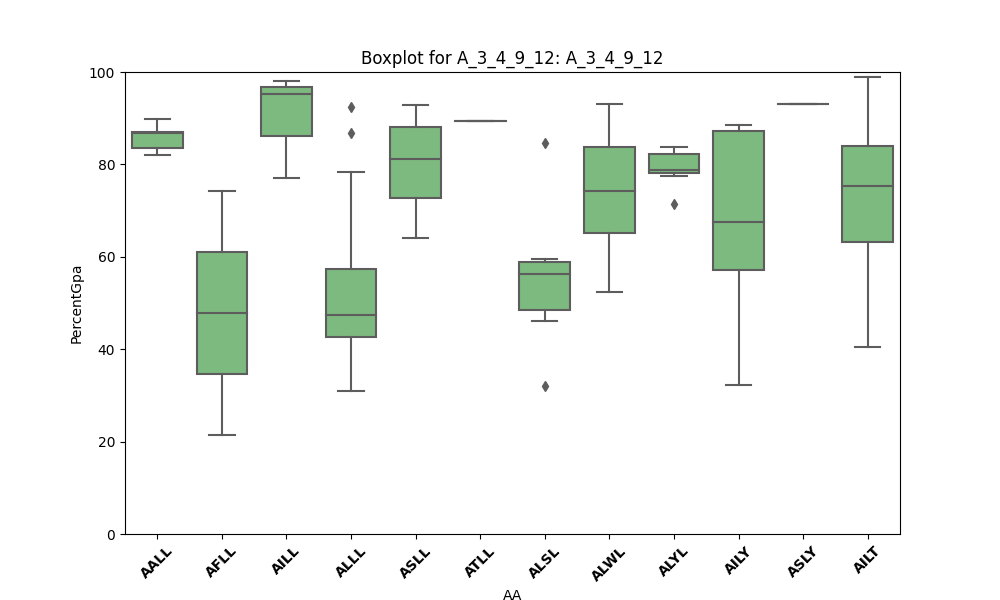 Boxplot for A_3_4_9_12: A_3_4_9_12
100
80
60
40
20
0
PercentGpa
AALL AFLL AILL ALLL ASLL ATLL ALSL ALWL ALYL AILY ASLY AILT
AA